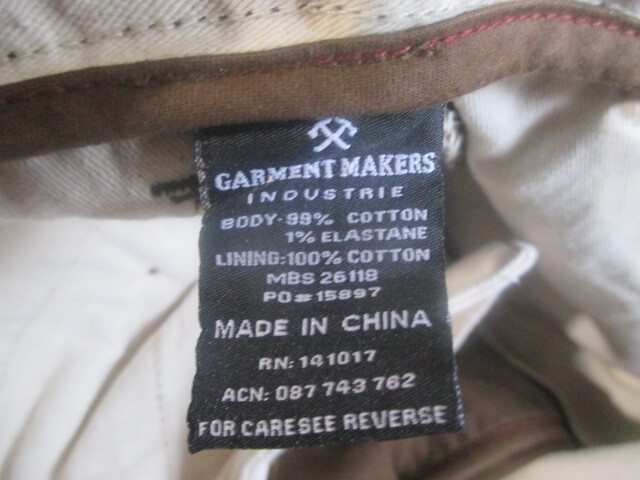 GARMENT MAKERS
INDUSTRIE
BODY-99% COTTON
1% ELASTANE
LINING:100% COTTON
MBS 26118
PO#15897
MADE IN CHINA
RN: 141017
ACN: 087 743 762
FOR CARESEE REVERSE